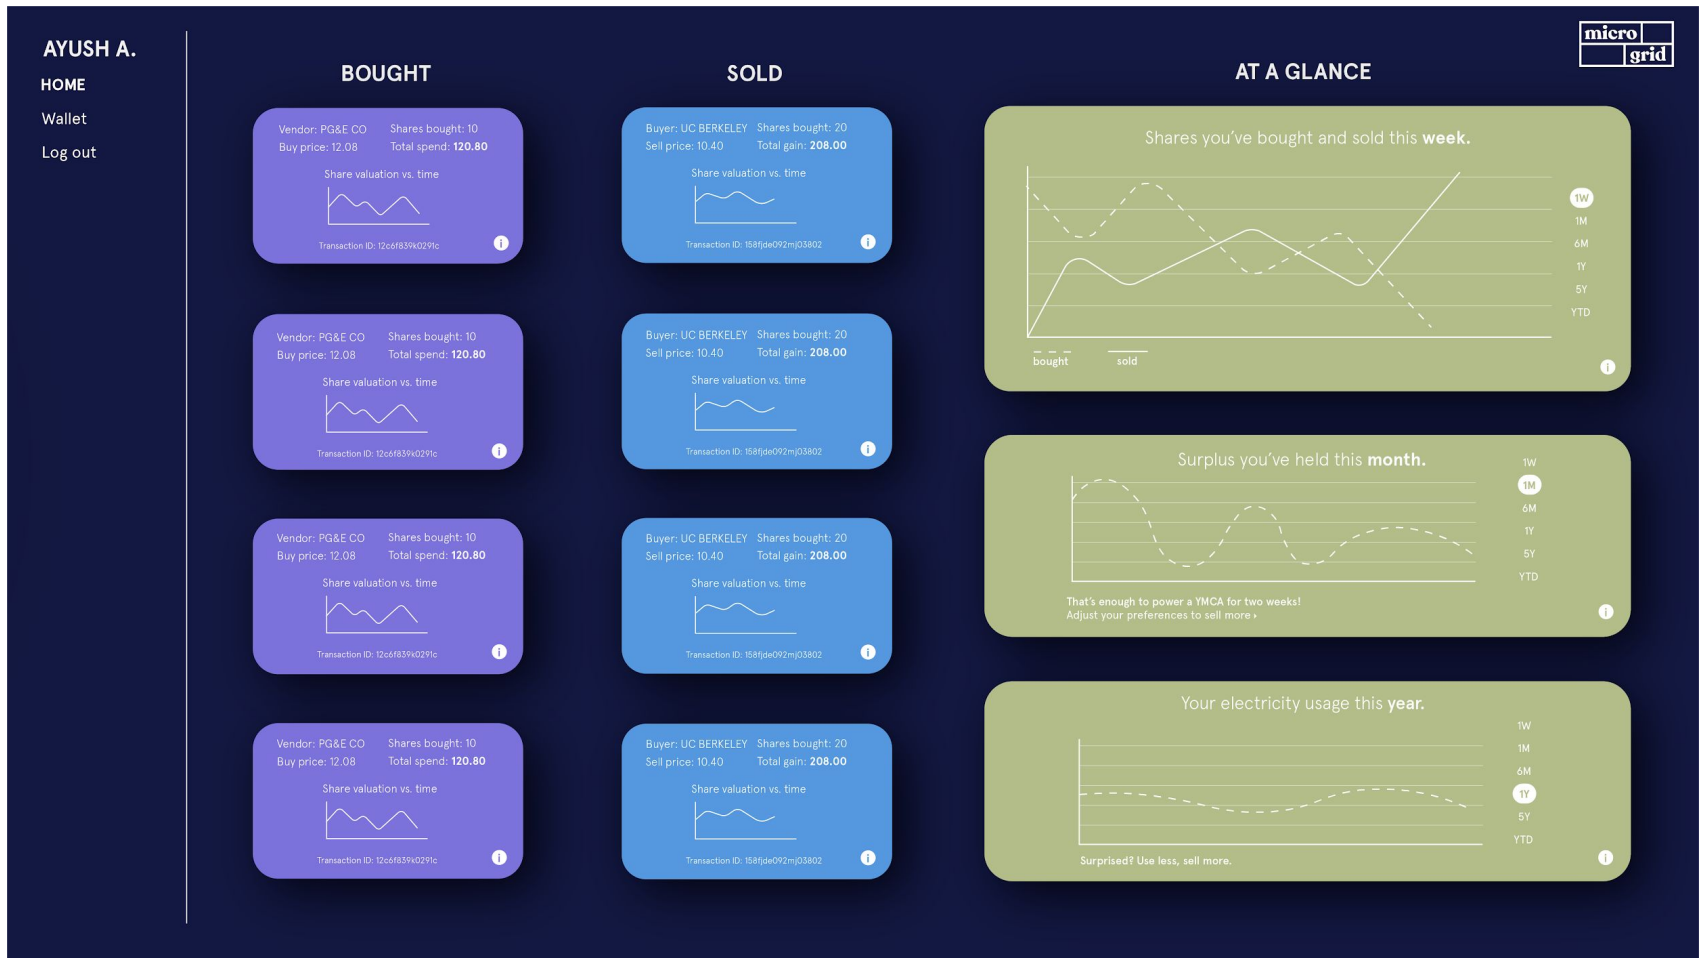 AYUSH A.
HOME
Wallet
Log out
BOUGHT
Vendor: PG&E CO Shares bought: 10
Buy price: 12.08 Total spend: 120.80
Share valuation vs. time
Transaction ID: 12c6f839k0291c
i
Vendor: PG&E CO Shares bought: 10
Buy price: 12.08 Total spend: 120.80
Share valuation vs. time
Transaction ID: 12c6f839k0291c
i
Vendor: PG&E CO Shares bought: 10
Buy price: 12.08 Total spend: 120.80
Share valuation vs. time
Transaction ID: 12c6f839k0291c
i
Vendor: PG&E CO Shares bought: 10
Buy price: 12.08 Total spend: 120.80
Share valuation vs. time
Transaction ID: 12c6f839k0291c
i
SOLD
Buyer: UC BERKELEY Shares bought: 20
Sell price: 10.40 Total gain: 208.00
Share valuation vs. time
Transaction ID: 158fjde092mj03802
i
Buyer: UC BERKELEY Shares bought: 20
Sell price: 10.40 Total gain: 208.00
Share valuation vs. time
Transaction ID: 158fjde092mj03802
i
Buyer: UC BERKELEY Shares bought: 20
Sell price: 10.40 Total gain: 208.00
Share valuation vs. time
Transaction ID: 158fjde092mj03802
i
Buyer: UC BERKELEY Shares bought: 20
Sell price: 10.40 Total gain: 208.00
Share valuation vs. time
Transaction ID: 158fjde092mj03802
i
micro
grid
AT A GLANCE
Shares you've bought and sold this week.
1W
1M
6M
1Y
5Y
YTD
bought sold
i
Surplus you've held this month.
1W
1M
6M
1Y
5Y
YTD
That's enough to power a YMCA for two weeks!
Adjust your preferences to sell more ›
i
Your electricity usage this year.
1W
1M
6M
1Y
5Y
YTD
Surprised? Use less, sell more.
i